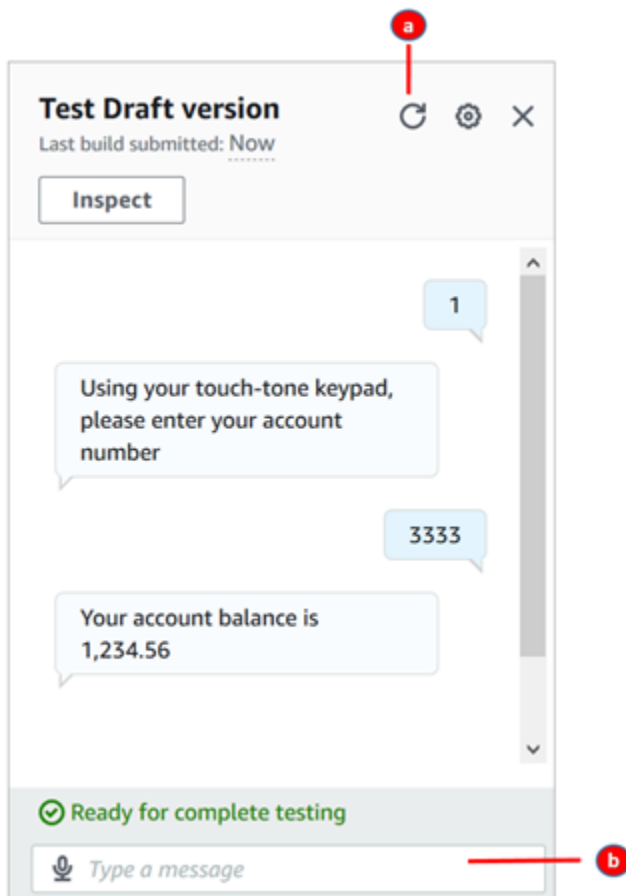 a
Test Draft version
Last build submitted: Now
Inspect
1
Using your touch-tone keypad,
please enter your account
number
3333
Your account balance is
1,234.56
Ready for complete testing
Type a message
b